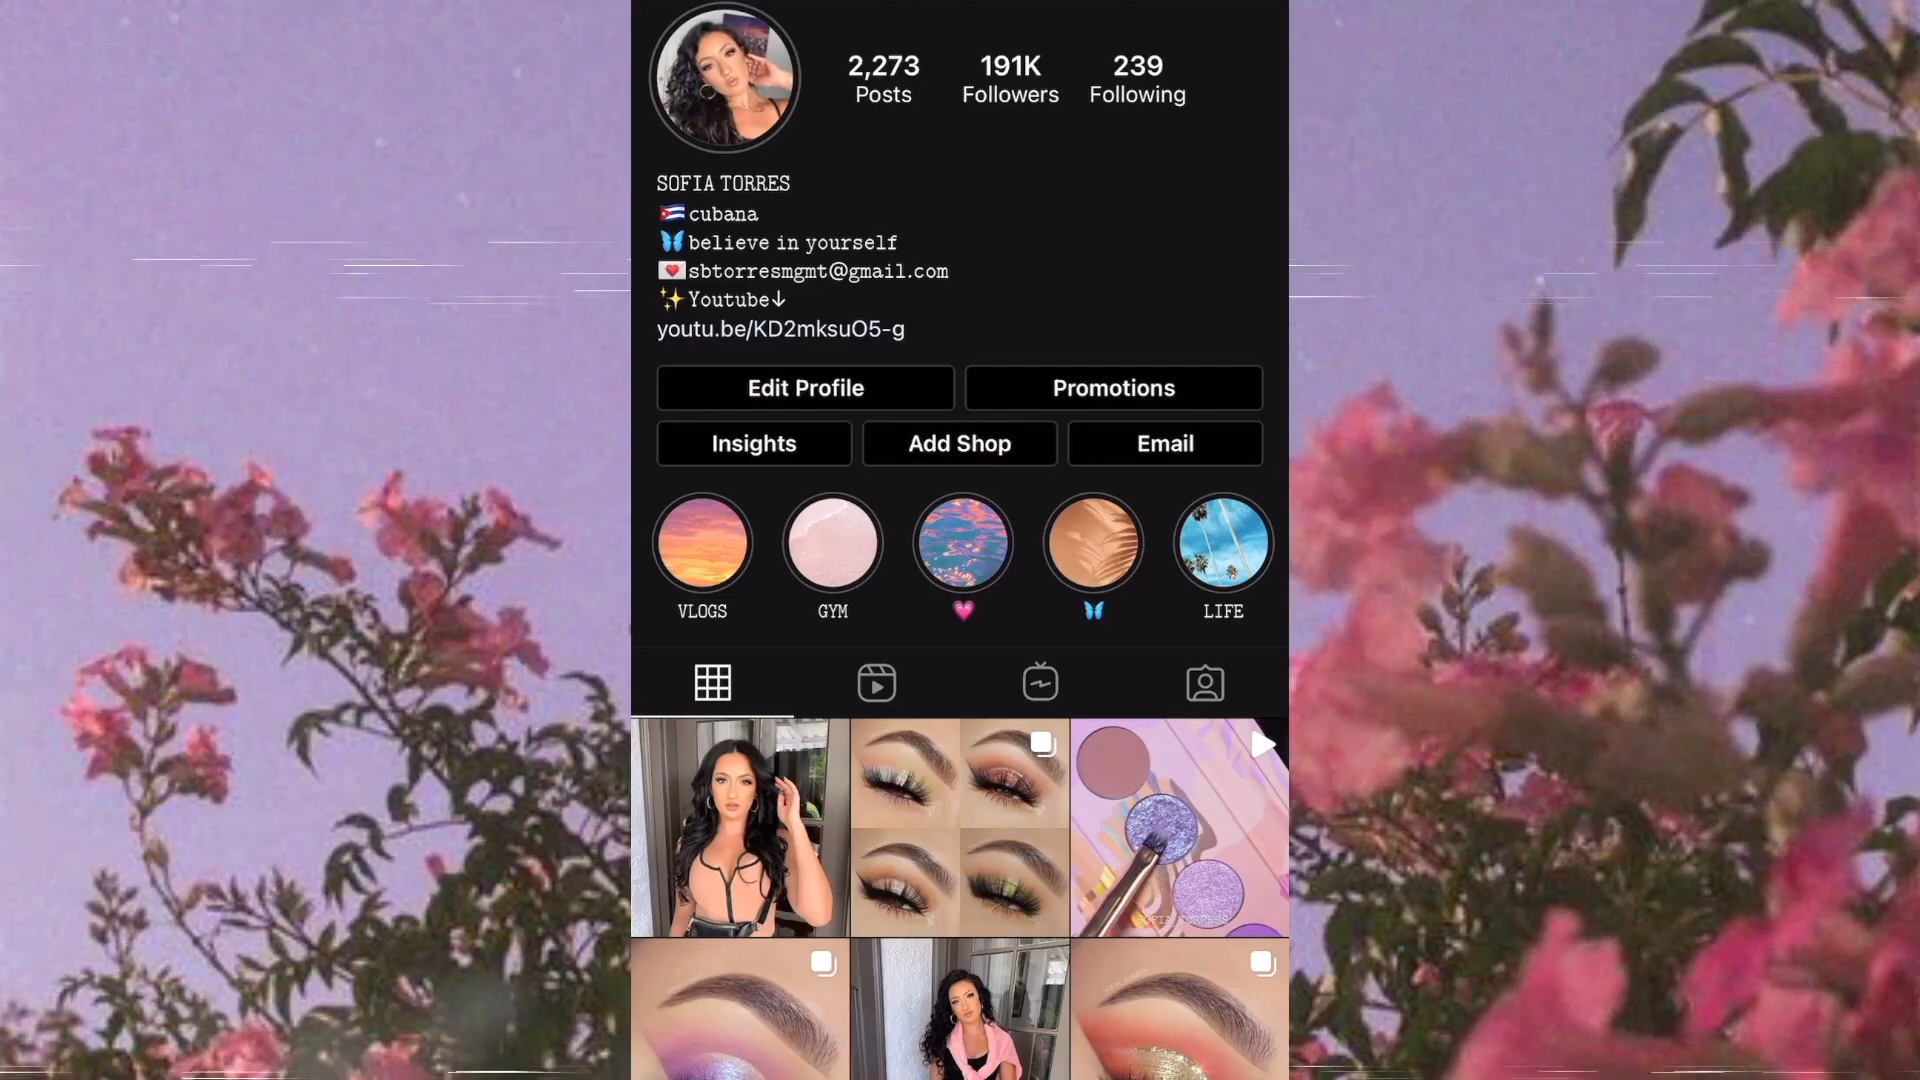 2,273 191K 239
Posts Followers Following
SOFIA TORRES
🇨🇺cubana
🦋believe in yourself
💌sbtorresmgmt@gmail.com
✨Youtube↓
youtu.be/KD2mksuO5-g
Edit Profile Promotions
Insights Add Shop Email
VLOGS GYM 💗 🦋 LIFE